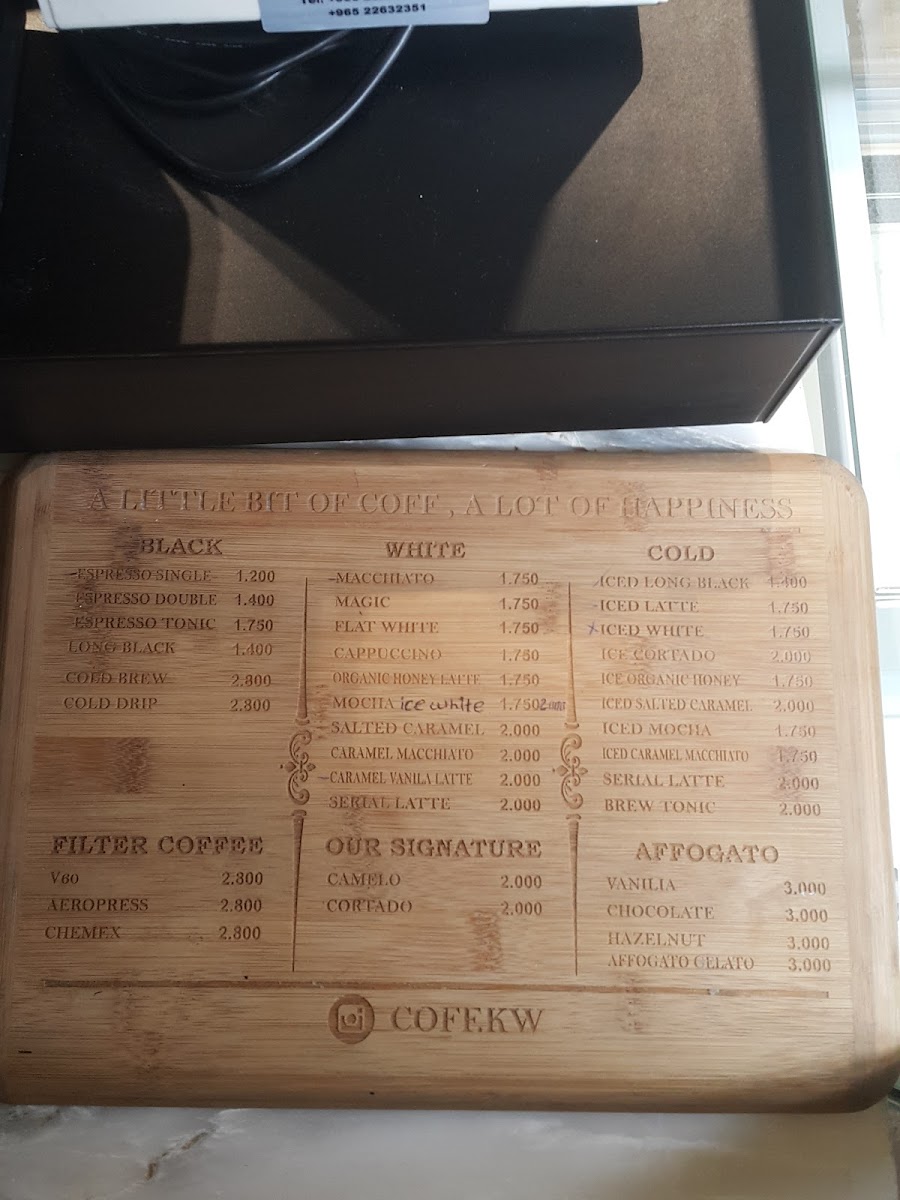 +965 22632351
A LITTLE BIT OF COFF , A LOT OF HAPPINESS
BLACK
ESPRESSO SINGLE 1.200
ESPRESSO DOUBLE 1.400
ESPRESSO TONIC 1.750
LONG BLACK 1.400
COLD BREW 2.800
COLD DRIP 2.800
FILTER COFFEE
V60 2.800
AEROPRESS 2.800
CHEMEX 2.800
WHITE
MACCHIATO 1.750
MAGIC 1.750
FLAT WHITE 1.750
CAPPUCCINO 1.750
ORGANIC HONEY LATTE 1.750
MOCHA ice white 1.750 2.000
SALTED CARAMEL 2.000
CARAMEL MACCHIATO 2.000
CARAMEL VANILA LATTE 2.000
SERIAL LATTE 2.000
OUR SIGNATURE
CAMELO 2.000
CORTADO 2.000
COLD
ICED LONG BLACK 1.400
ICED LATTE 1.750
ICED WHITE 1.750
ICE CORTADO 2.000
ICE ORGANIC HONEY 1.750
ICED SALTED CARAMEL 2.000
ICED MOCHA 1.750
ICED CARAMEL MACCHIATO 1.750
SERIAL LATTE 2.000
BREW TONIC 2.000
AFFOGATO
VANILIA 3.000
CHOCOLATE 3.000
HAZELNUT 3.000
AFFOGATO GELATO 3.000
COFE.KW